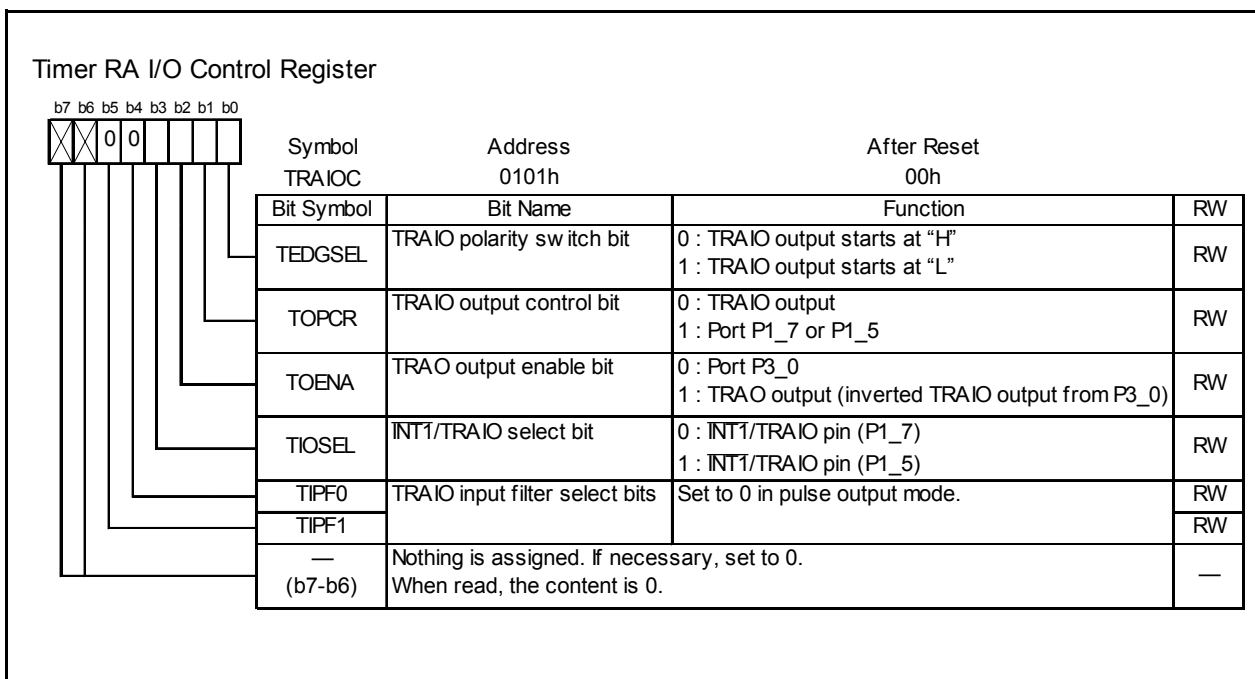 Timer RA I/O Control Register
b7 b6 b5 b4 b3 b2 b1 b0
0 0
Symbol Address After Reset
TRAIOC 0101h 00h
Bit Symbol Bit Name Function RW
TEDGSEL TRAIO polarity switch bit 0 : TRAIO output starts at “H” RW
1 : TRAIO output starts at “L”
TOPCR TRAIO output control bit 0 : TRAIO output RW
1 : Port P1_7 or P1_5
TOENA TRAO output enable bit 0 : Port P3_0 RW
1 : TRAO output (inverted TRAIO output from P3_0)
TIOSEL INT1/TRAIO select bit 0 : INT1/TRAIO pin (P1_7) RW
1 : INT1/TRAIO pin (P1_5)
TIPF0 TRAIO input filter select bits Set to 0 in pulse output mode. RW
TIPF1 RW
— Nothing is assigned. If necessary, set to 0. —
(b7-b6) When read, the content is 0.